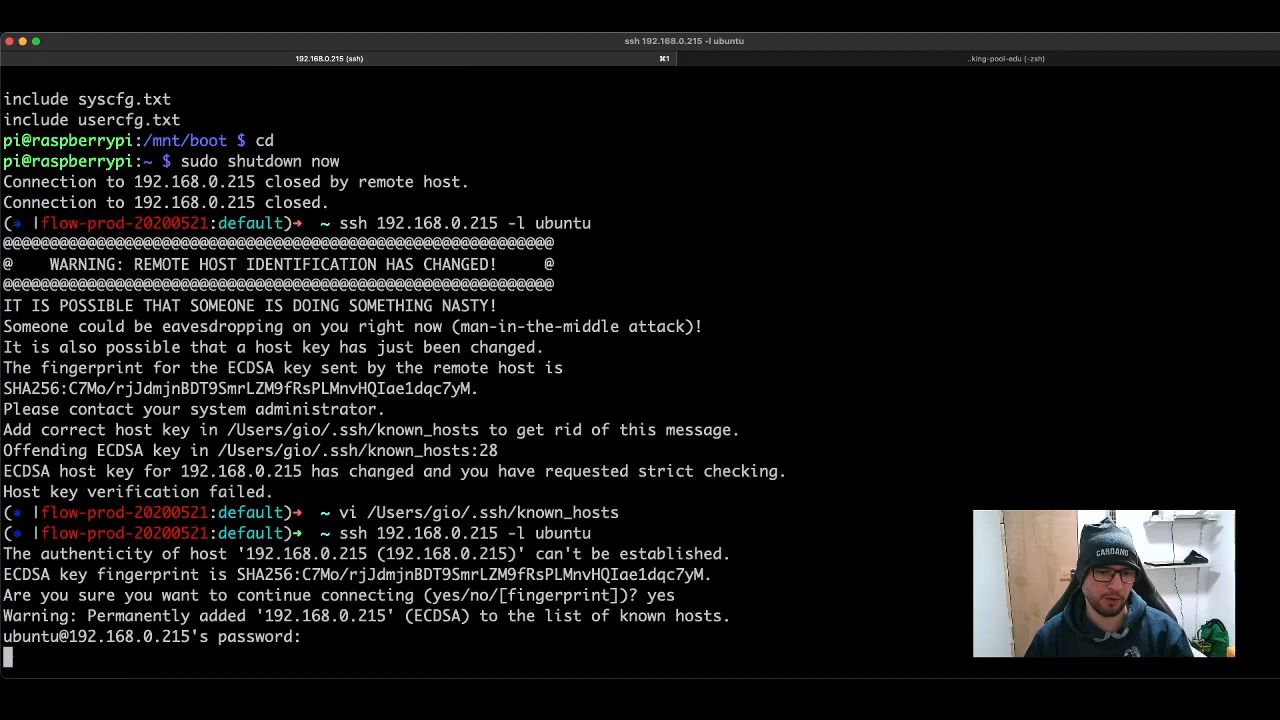 ssh 192.168.0.215 -l ubuntu
192.168.0.215 (ssh) ⌘1 ..king-pool-edu (-zsh)
include syscfg.txt
include usercfg.txt
pi@raspberrypi:/mnt/boot $ cd
pi@raspberrypi:~ $ sudo shutdown now
Connection to 192.168.0.215 closed by remote host.
Connection to 192.168.0.215 closed.
(⎈ |flow-prod-20200521:default)➜  ~ ssh 192.168.0.215 -l ubuntu
@@@@@@@@@@@@@@@@@@@@@@@@@@@@@@@@@@@@@@@@@@@@@@@@@@@@@@@@@@@
@    WARNING: REMOTE HOST IDENTIFICATION HAS CHANGED!     @
@@@@@@@@@@@@@@@@@@@@@@@@@@@@@@@@@@@@@@@@@@@@@@@@@@@@@@@@@@@
IT IS POSSIBLE THAT SOMEONE IS DOING SOMETHING NASTY!
Someone could be eavesdropping on you right now (man-in-the-middle attack)!
It is also possible that a host key has just been changed.
The fingerprint for the ECDSA key sent by the remote host is
SHA256:C7Mo/rjJdmjnBDT9SmrLZM9fRsPLMnvHQIae1dqc7yM.
Please contact your system administrator.
Add correct host key in /Users/gio/.ssh/known_hosts to get rid of this message.
Offending ECDSA key in /Users/gio/.ssh/known_hosts:28
ECDSA host key for 192.168.0.215 has changed and you have requested strict checking.
Host key verification failed.
(⎈ |flow-prod-20200521:default)➜  ~ vi /Users/gio/.ssh/known_hosts
(⎈ |flow-prod-20200521:default)➜  ~ ssh 192.168.0.215 -l ubuntu
The authenticity of host '192.168.0.215 (192.168.0.215)' can't be established.
ECDSA key fingerprint is SHA256:C7Mo/rjJdmjnBDT9SmrLZM9fRsPLMnvHQIae1dqc7yM.
Are you sure you want to continue connecting (yes/no/[fingerprint])? yes
Warning: Permanently added '192.168.0.215' (ECDSA) to the list of known hosts.
ubuntu@192.168.0.215's password:
CARDANO